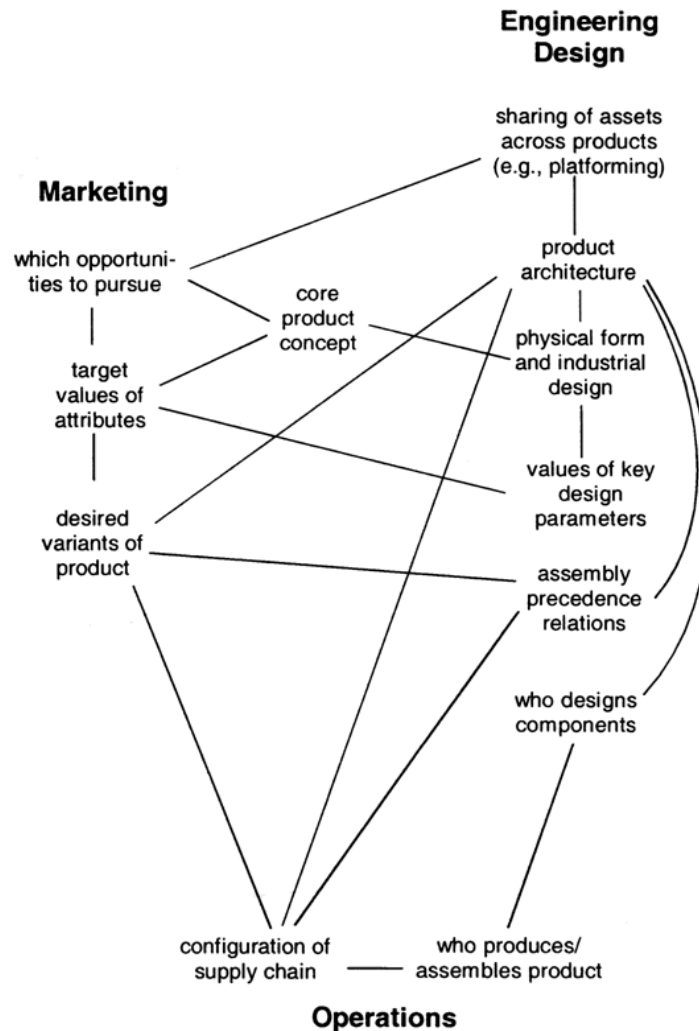 Engineering
Design
sharing of assets
across products
(e.g., platforming)
Marketing
which opportuni-
ties to pursue
product
architecture
core
product
concept
physical form
and industrial
design
target
values of
attributes
values of key
design
parameters
desired
variants of
product
assembly
precedence
relations
who designs
components
configuration of
supply chain
who produces/
assembles product
Operations